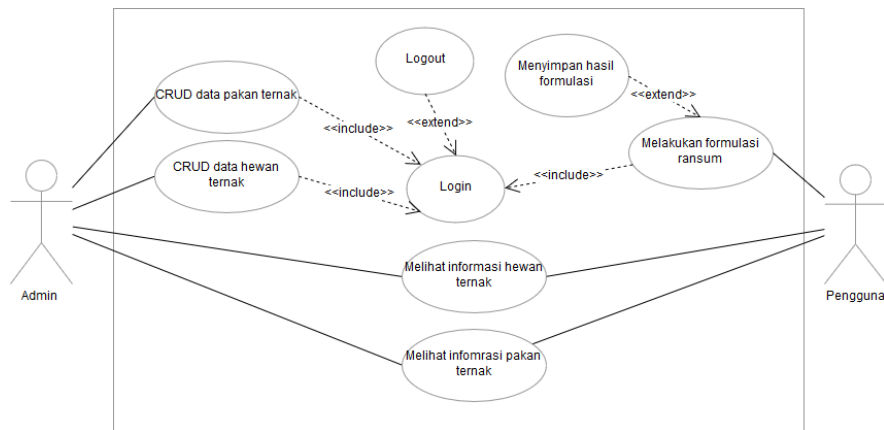 Logout
Menyimpan hasil
formulasi
CRUD data pakan ternak
<<extend>>
<<extend>>
<<include>>
Melakukan formulasi
ransum
CRUD data hewan
ternak
Login
<<include>>
<<include>>
Melihat informasi hewan
ternak
Admin
Pengguna
Melihat infomrasi pakan
ternak